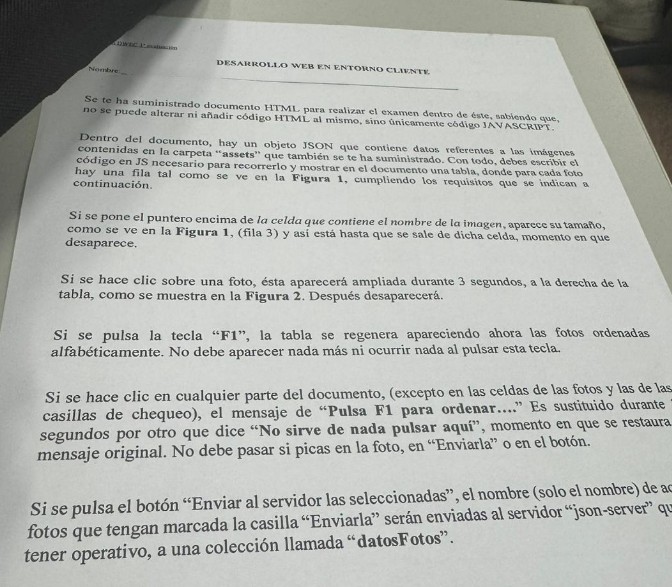 DWEC 1ª evaluación
DESARROLLO WEB EN ENTORNO CLIENTE
Nombre
Se te ha suministrado documento HTML para realizar el examen dentro de éste, sabiendo que,
no se puede alterar ni añadir código HTML al mismo, sino únicamente código JAVASCRIPT.
Dentro del documento, hay un objeto JSON que contiene datos referentes a las imágenes
contenidas en la carpeta “assets” que también se te ha suministrado. Con todo, debes escribir el
código en JS necesario para recorrerlo y mostrar en el documento una tabla, donde para cada foto
hay una fila tal como se ve en la Figura 1, cumpliendo los requisitos que se indican a
continuación.
Si se pone el puntero encima de la celda que contiene el nombre de la imagen, aparece su tamaño,
como se ve en la Figura 1, (fila 3) y así está hasta que se sale de dicha celda, momento en que
desaparece.
Si se hace clic sobre una foto, ésta aparecerá ampliada durante 3 segundos, a la derecha de la
tabla, como se muestra en la Figura 2. Después desaparecerá.
Si se pulsa la tecla “F1”, la tabla se regenera apareciendo ahora las fotos ordenadas
alfabéticamente. No debe aparecer nada más ni ocurrir nada al pulsar esta tecla.
Si se hace clic en cualquier parte del documento, (excepto en las celdas de las fotos y las de las
casillas de chequeo), el mensaje de “Pulsa F1 para ordenar....” Es sustituido durante
segundos por otro que dice “No sirve de nada pulsar aquí”, momento en que se restaura
mensaje original. No debe pasar si picas en la foto, en “Enviarla” o en el botón.
Si se pulsa el botón “Enviar al servidor las seleccionadas”, el nombre (solo el nombre) de
fotos que tengan marcada la casilla “Enviarla” serán enviadas al servidor “json-server”
tener operativo, a una colección llamada “datosFotos”.